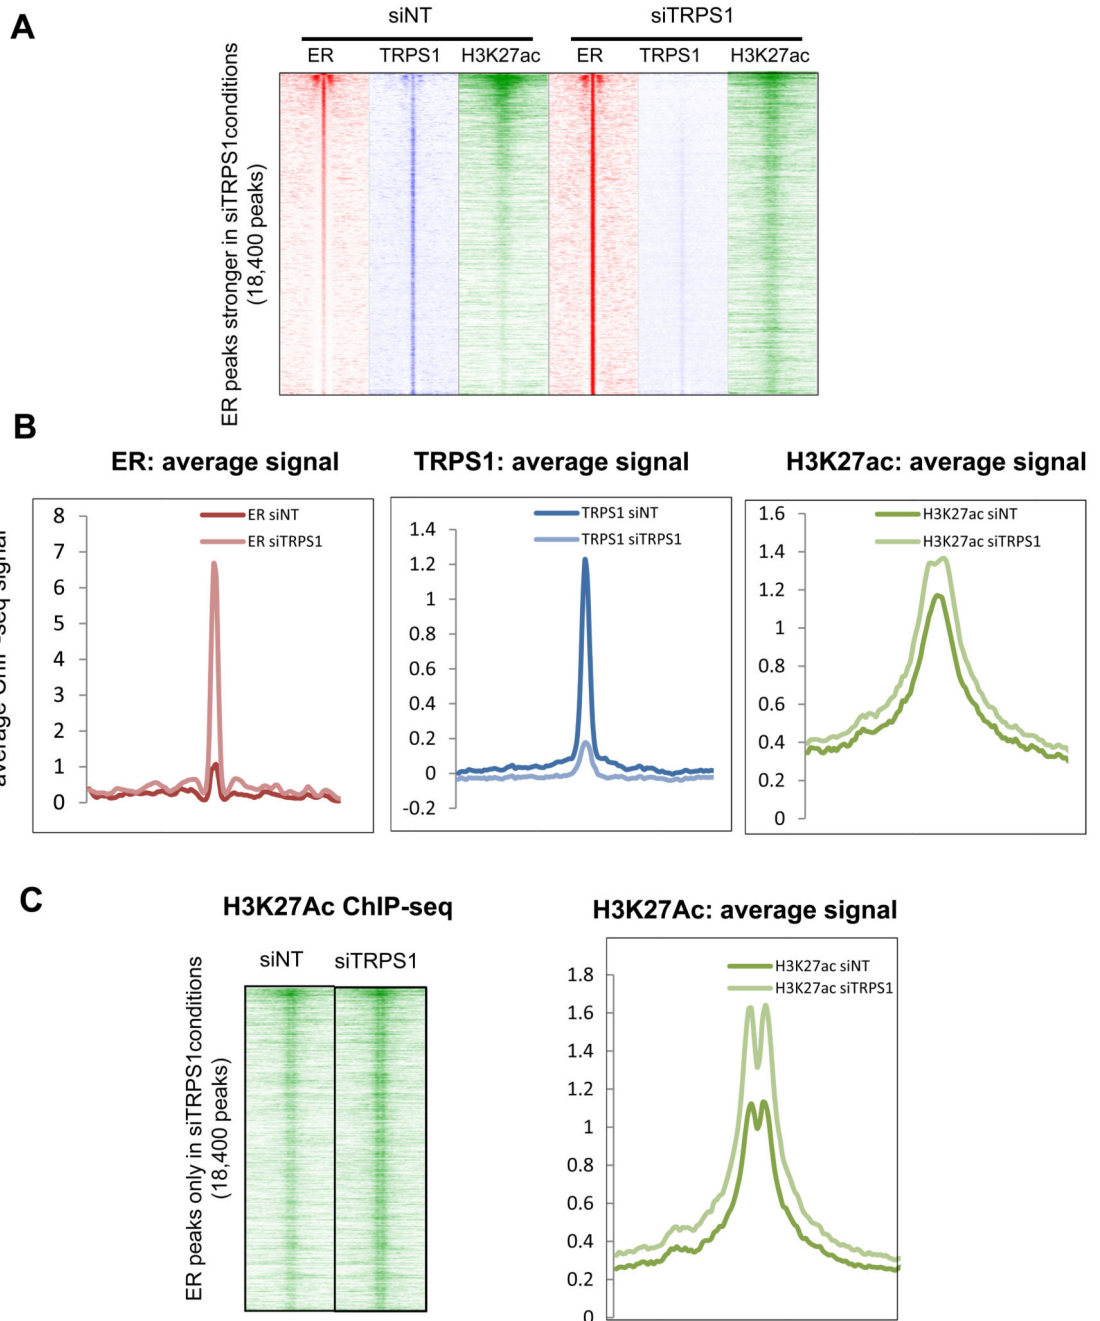 A
siNT
siTRPS1
ER
TRPS1
H3K27ac
ER
TRPS1
H3K27ac
ER peaks stronger in siTRPS1conditions
(18,400 peaks)
B
ER: average signal
TRPS1: average signal
H3K27ac: average signal
average ChIP-seq signal
ER siNT
ER siTRPS1
8
7
6
5
4
3
2
1
0
TRPS1 siNT
TRPS1 siTRPS1
1.4
1.2
1
0.8
0.6
0.4
0.2
0
-0.2
H3K27ac siNT
H3K27ac siTRPS1
1.6
1.4
1.2
1
0.8
0.6
0.4
0.2
0
C
H3K27Ac ChIP-seq
siNT
siTRPS1
ER peaks only in siTRPS1conditions
(18,400 peaks)
H3K27Ac: average signal
H3K27ac siNT
H3K27ac siTRPS1
1.8
1.6
1.4
1.2
1
0.8
0.6
0.4
0.2
0